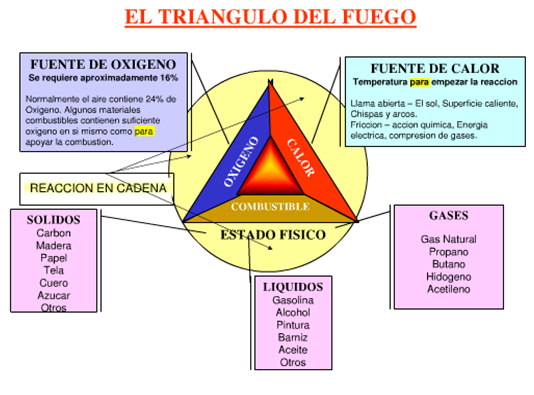 EL TRIANGULO DEL FUEGO
FUENTE DE OXIGENO
Se requiere aproximadamente 16%
Normalmente el aire contiene 24% de
Oxigeno. Algunos materiales
combustibles contienen suficiente
oxigeno en si mismo como para
apoyar la combustion.
FUENTE DE CALOR
Temperatura para empezar la reaccion
Llama abierta – El sol, Superficie caliente,
Chispas y arcos.
Friccion – accion quimica, Energia
electrica, compresion de gases.
OXIGENO
CALOR
COMBUSTIBLE
REACCION EN CADENA
ESTADO FISICO
SOLIDOS
Carbon
Madera
Papel
Tela
Cuero
Azucar
Otros
LIQUIDOS
Gasolina
Alcohol
Pintura
Barniz
Aceite
Otros
GASES
Gas Natural
Propano
Butano
Hidogeno
Acetileno